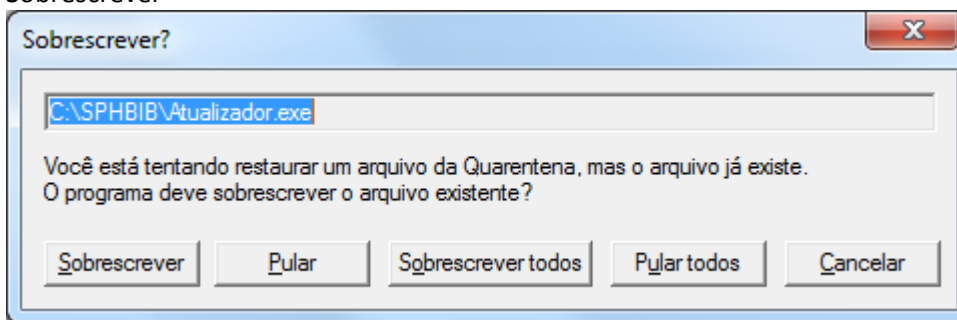 Sobrescrever
Sobrescrever?
C:\SPHBIB\Atualizador.exe
Você está tentando restaurar um arquivo da Quarentena, mas o arquivo já existe.
O programa deve sobrescrever o arquivo existente?
Sobrescrever Pular Sobrescrever todos Pular todos Cancelar